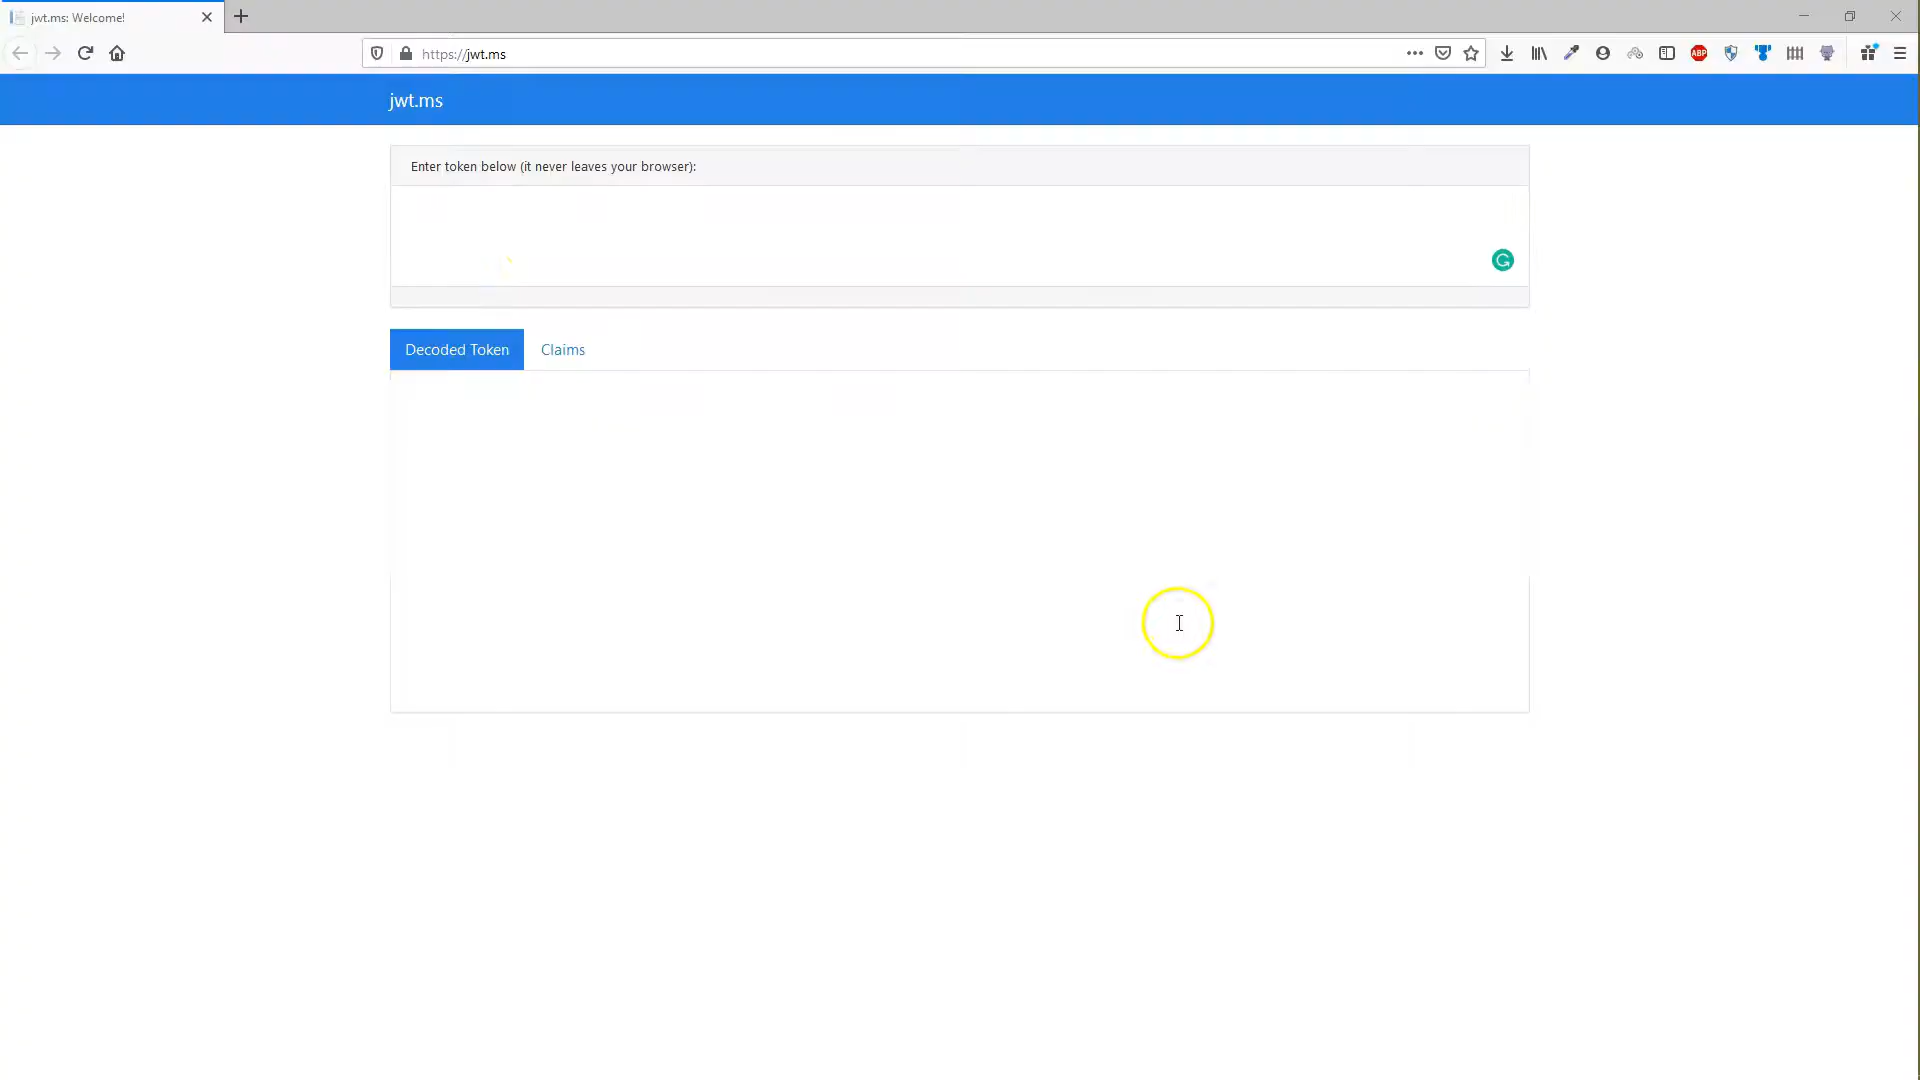 jwt.ms: Welcome!
https://jwt.ms
ABP
jwt.ms
Enter token below (it never leaves your browser):
Decoded Token Claims